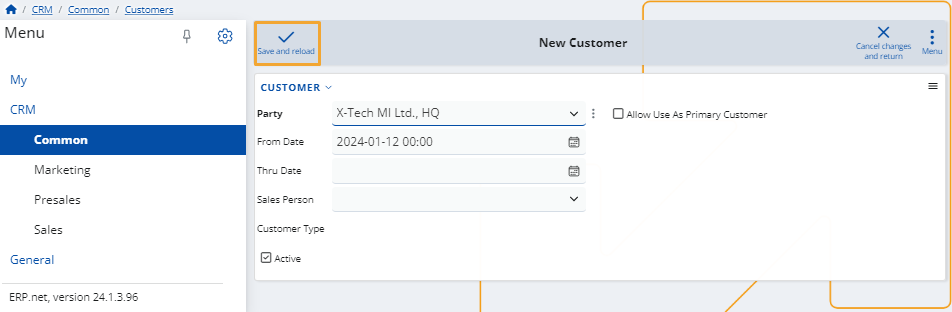 / CRM / Common / Customers
Menu
My
CRM
Common
Marketing
Presales
Sales
General
ERP.net, version 24.1.3.96
Save and reload
New Customer
Cancel changes
and return
Menu
CUSTOMER
Party X-Tech MI Ltd., HQ
Allow Use As Primary Customer
From Date 2024-01-12 00:00
Thru Date
Sales Person
Customer Type
Active